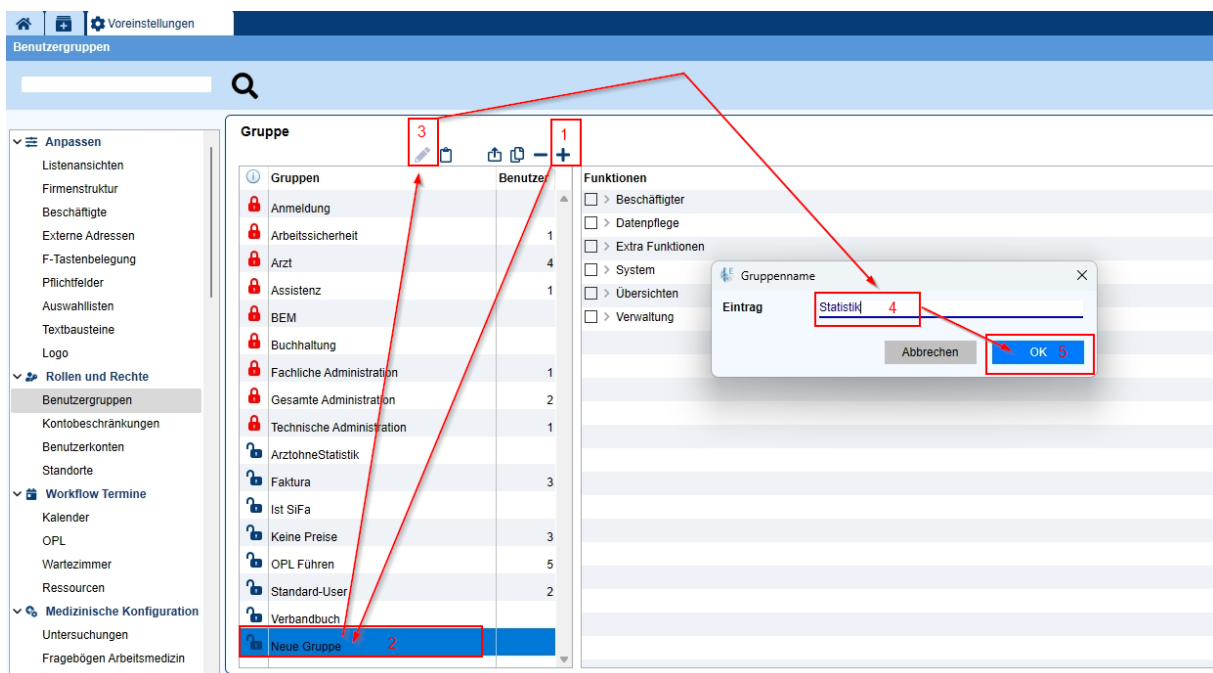 Voreinstellungen
Benutzergruppen
Anpassen
Listenansichten
Firmenstruktur
Beschäftigte
Externe Adressen
F-Tastenbelegung
Pflichtfelder
Auswahllisten
Textbausteine
Logo
Rollen und Rechte
Benutzergruppen
Kontobeschränkungen
Benutzerkonten
Standorte
Workflow Termine
Kalender
OPL
Wartezimmer
Ressourcen
Medizinische Konfiguration
Untersuchungen
Fragebögen Arbeitsmedizin
Gruppe
3
1
Gruppen Benutzer
Anmeldung
Arbeitssicherheit 1
Arzt 4
Assistenz 1
BEM
Buchhaltung
Fachliche Administration 1
Gesamte Administration 2
Technische Administration 1
ArztohneStatistik
Faktura 3
Ist SiFa
Keine Preise 3
OPL Führen 5
Standard-User 2
Verbandbuch
Neue Gruppe 2
Funktionen
Beschäftigter
Datenpflege
Extra Funktionen
System
Übersichten
Verwaltung
Gruppenname
Eintrag Statistik 4
Abbrechen OK 5